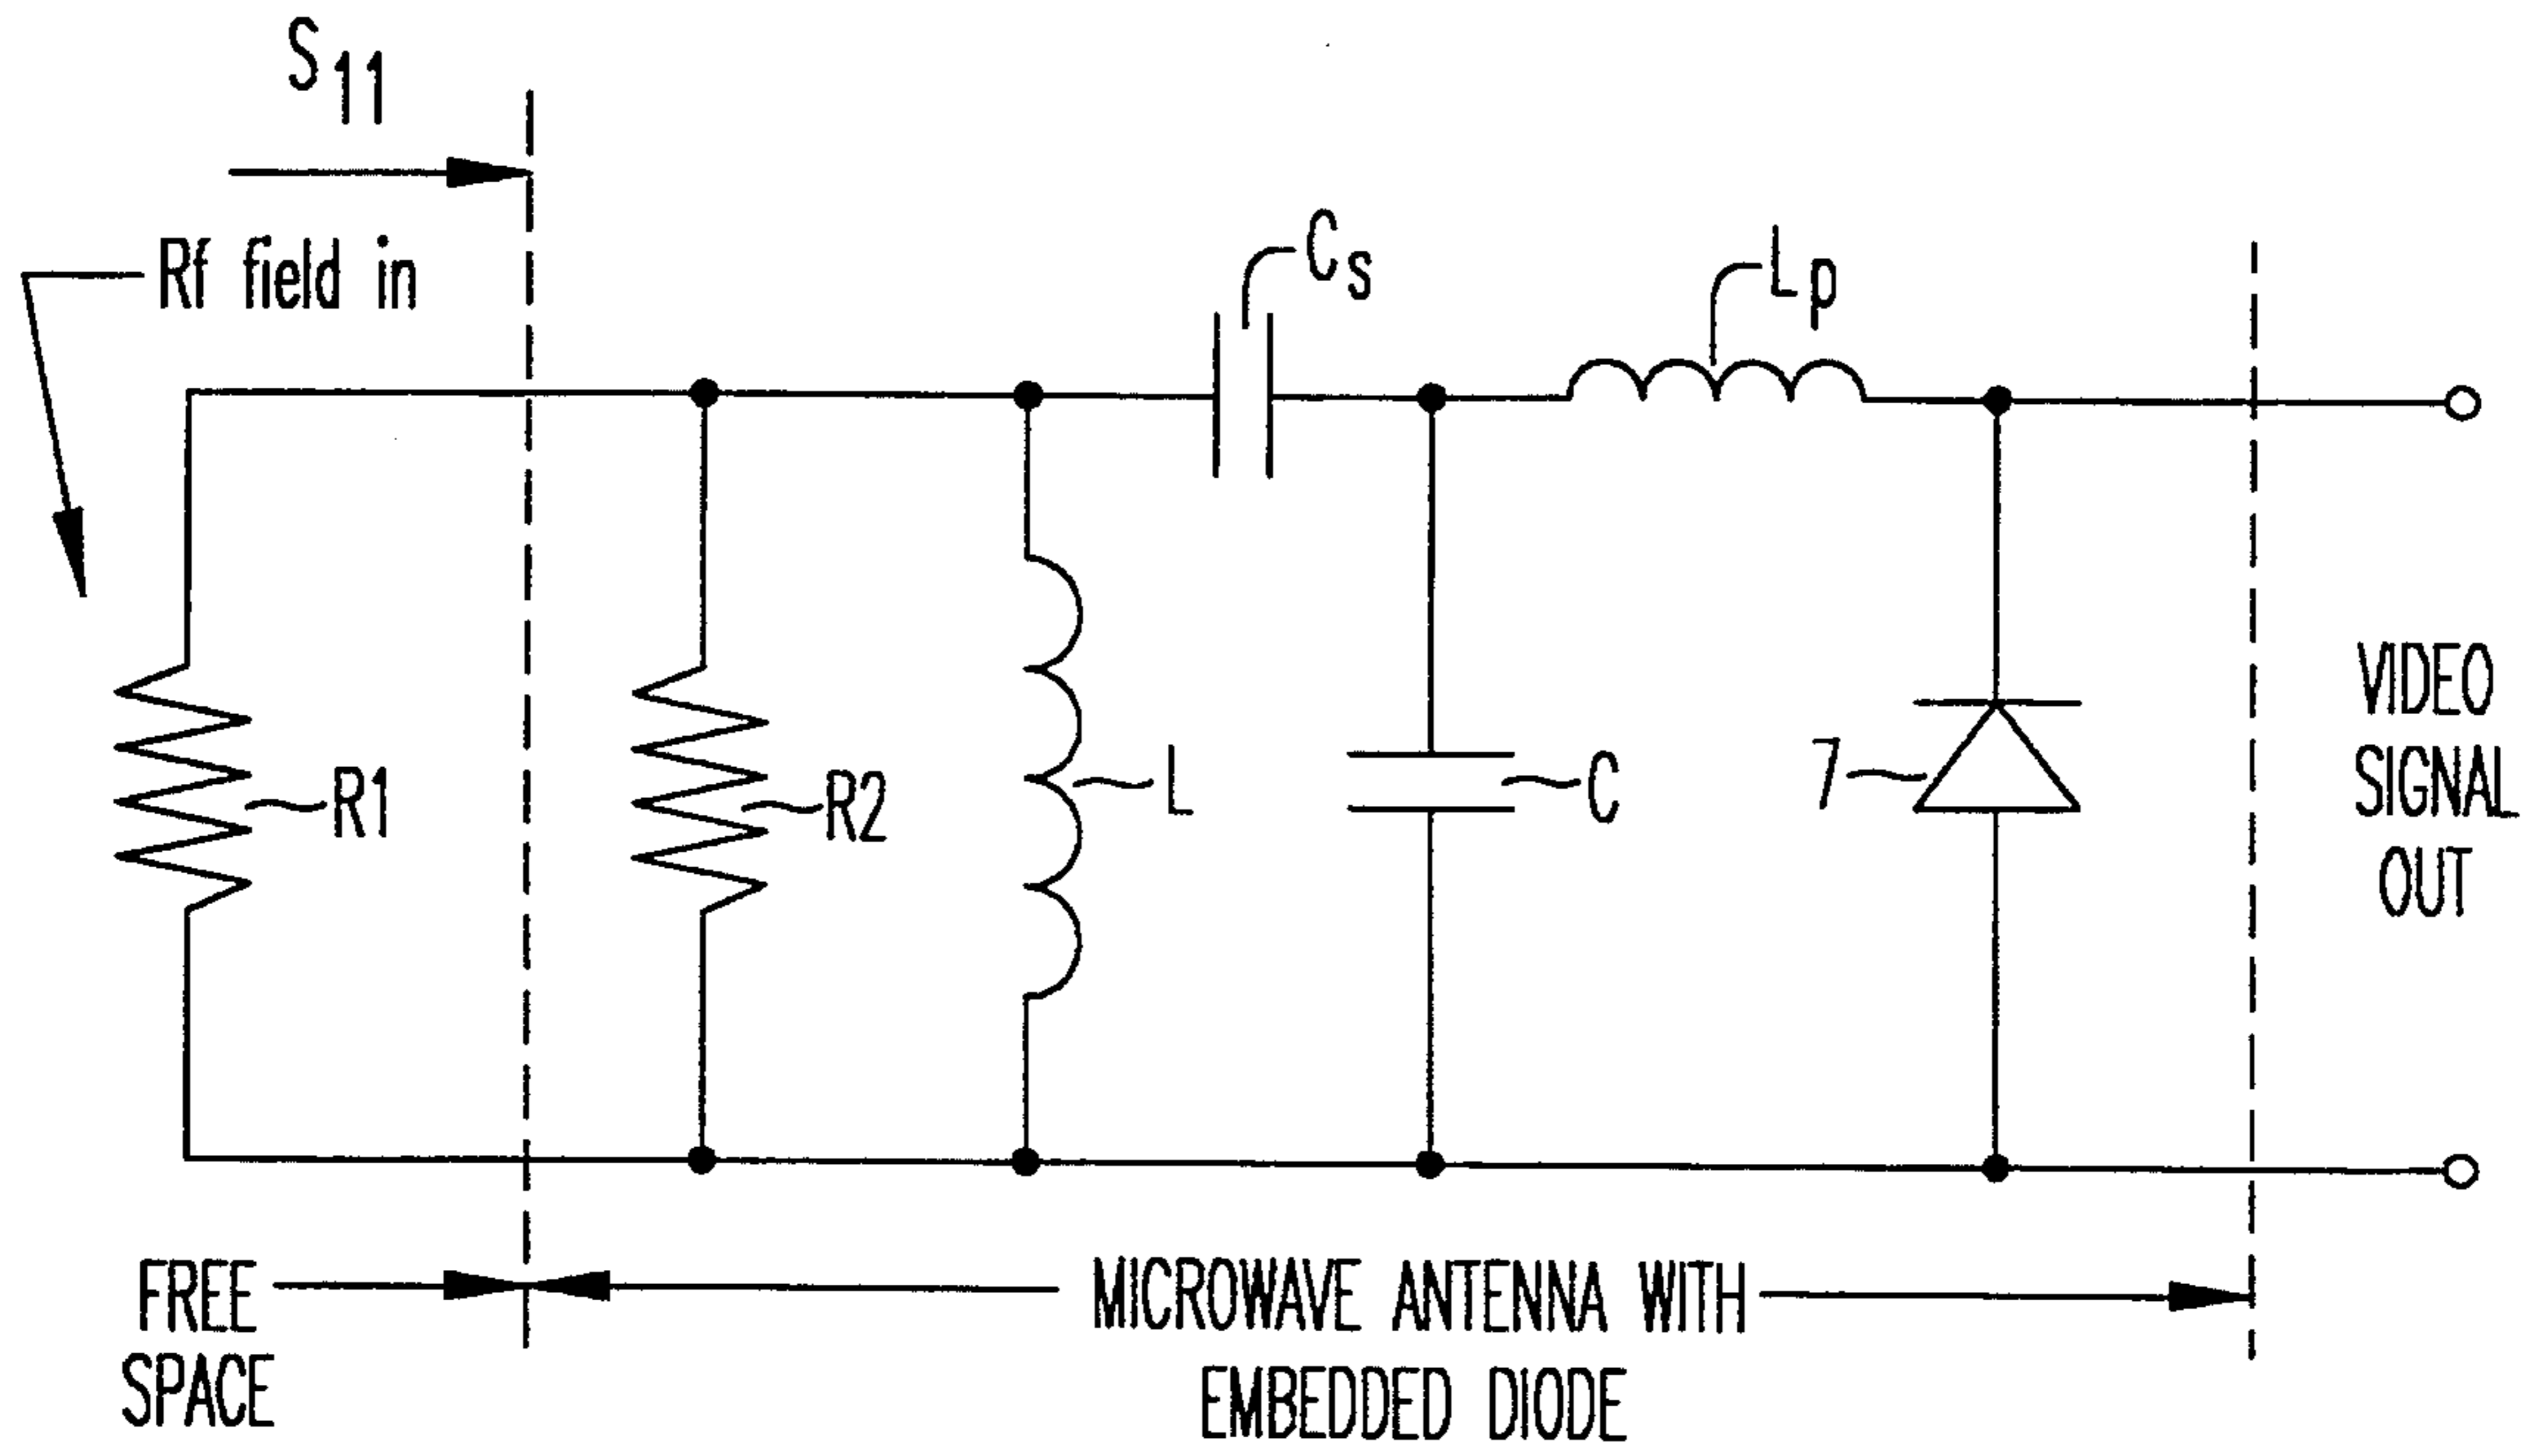 S11
Rf field in
Cs
Lp
R1
R2
L
C
7
VIDEO
SIGNAL
OUT
FREE
SPACE
MICROWAVE ANTENNA WITH
EMBEDDED DIODE